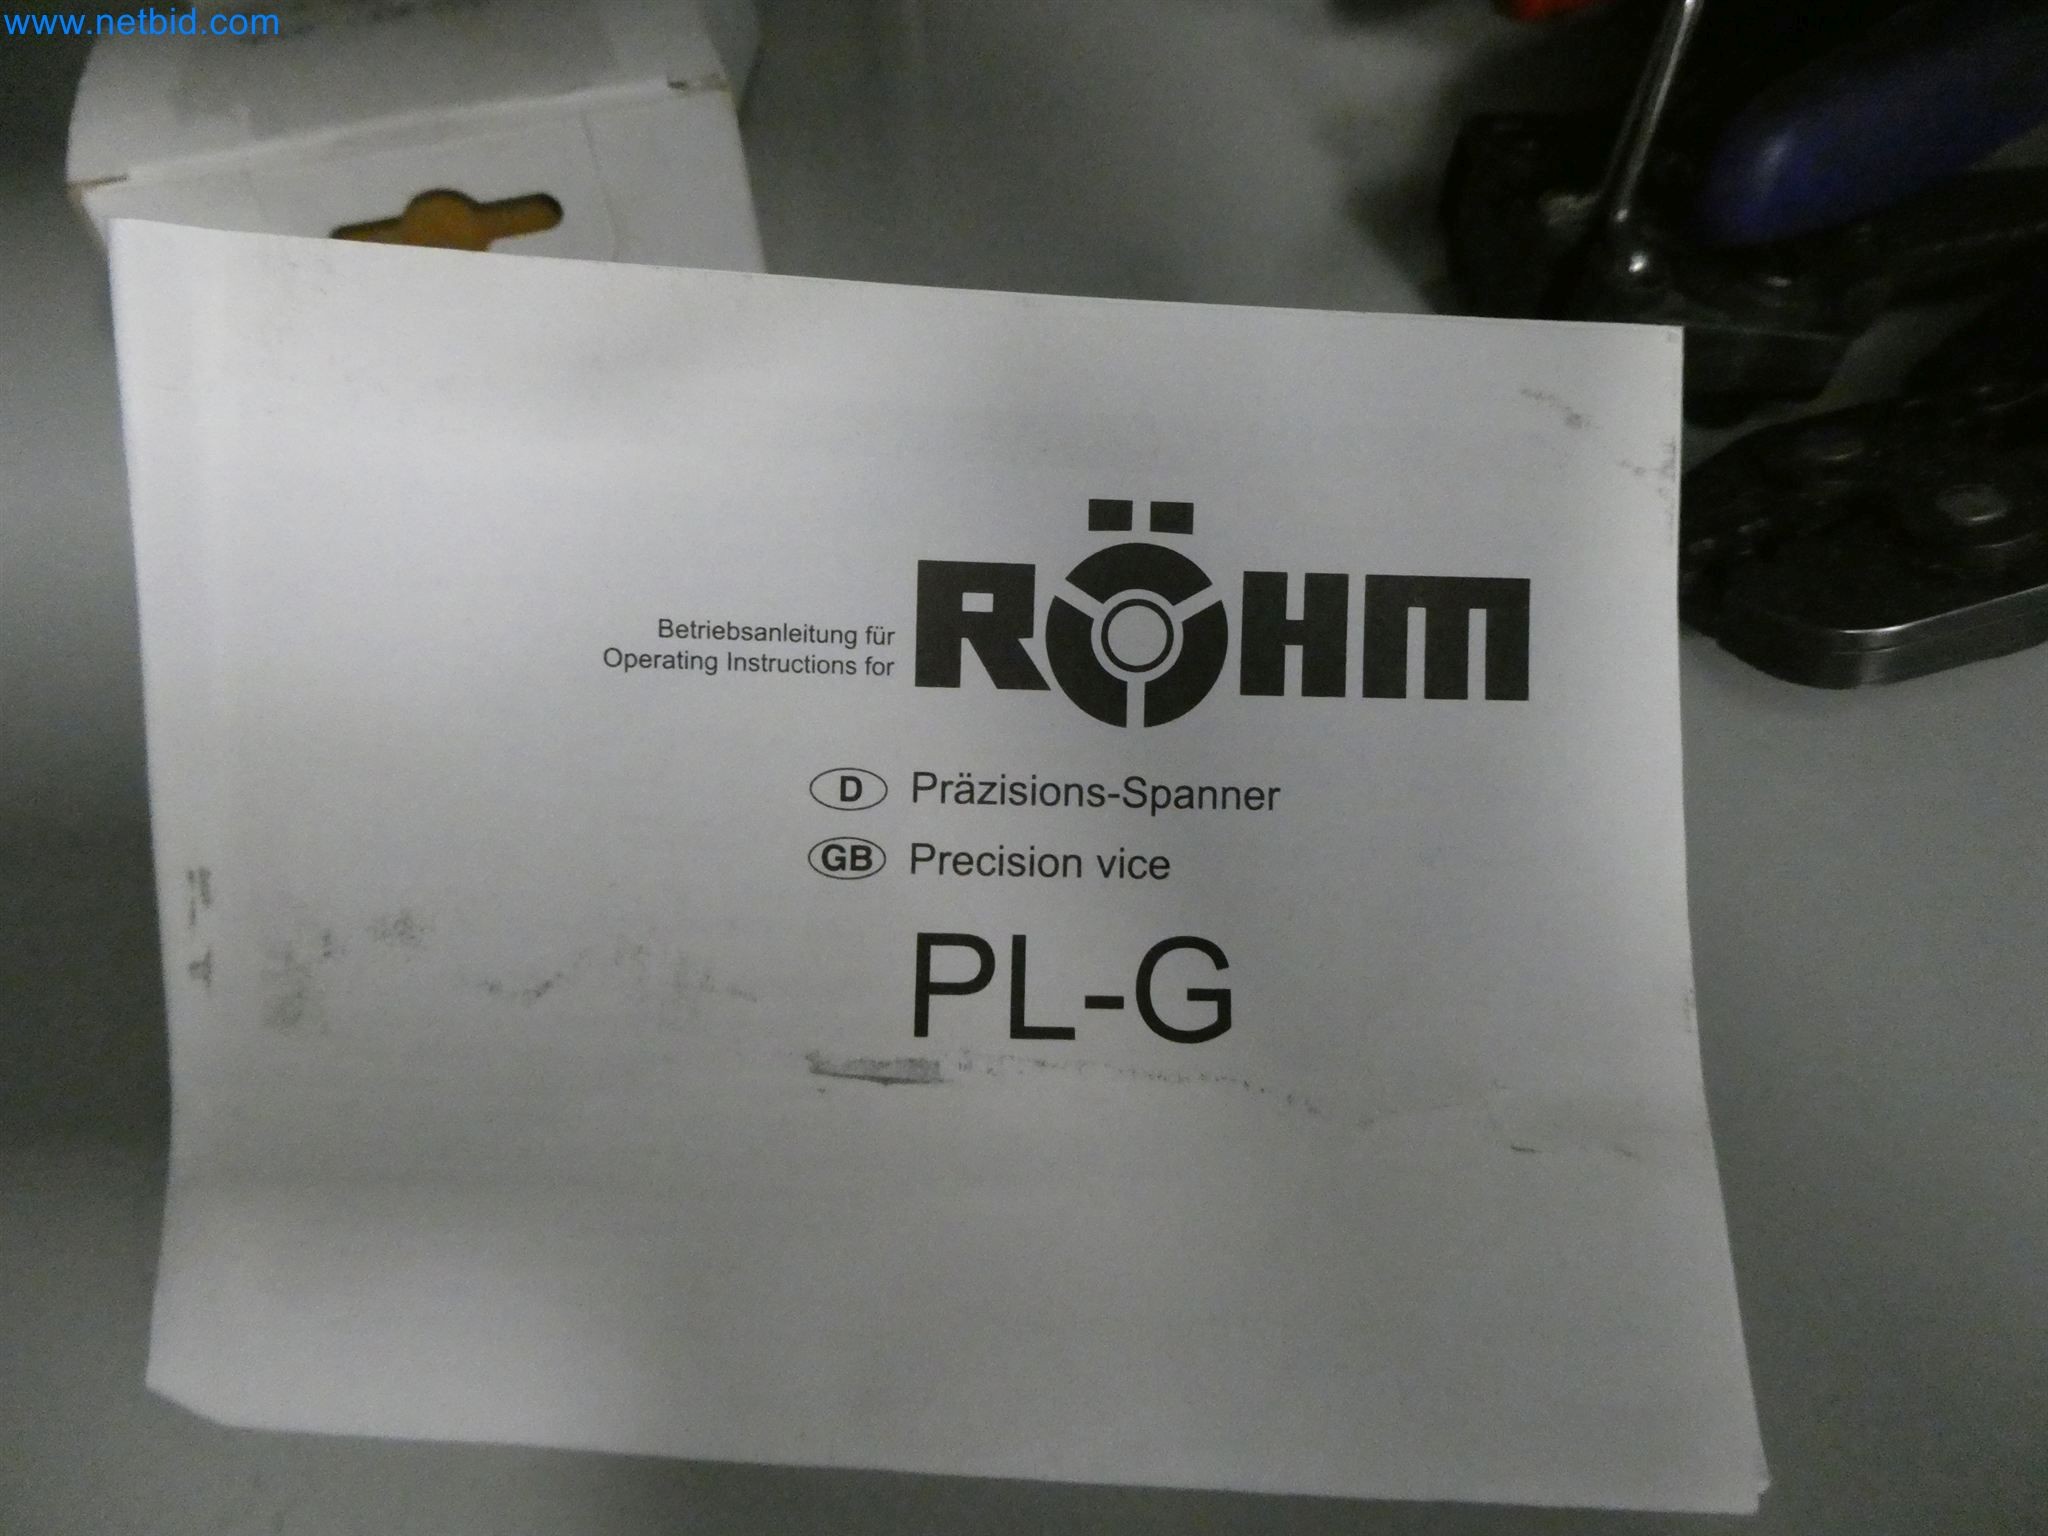 www.netbid.com
Betriebsanleitung für
Operating Instructions for
RÖHM
D Präzisions-Spanner
GB Precision vice
PL-G